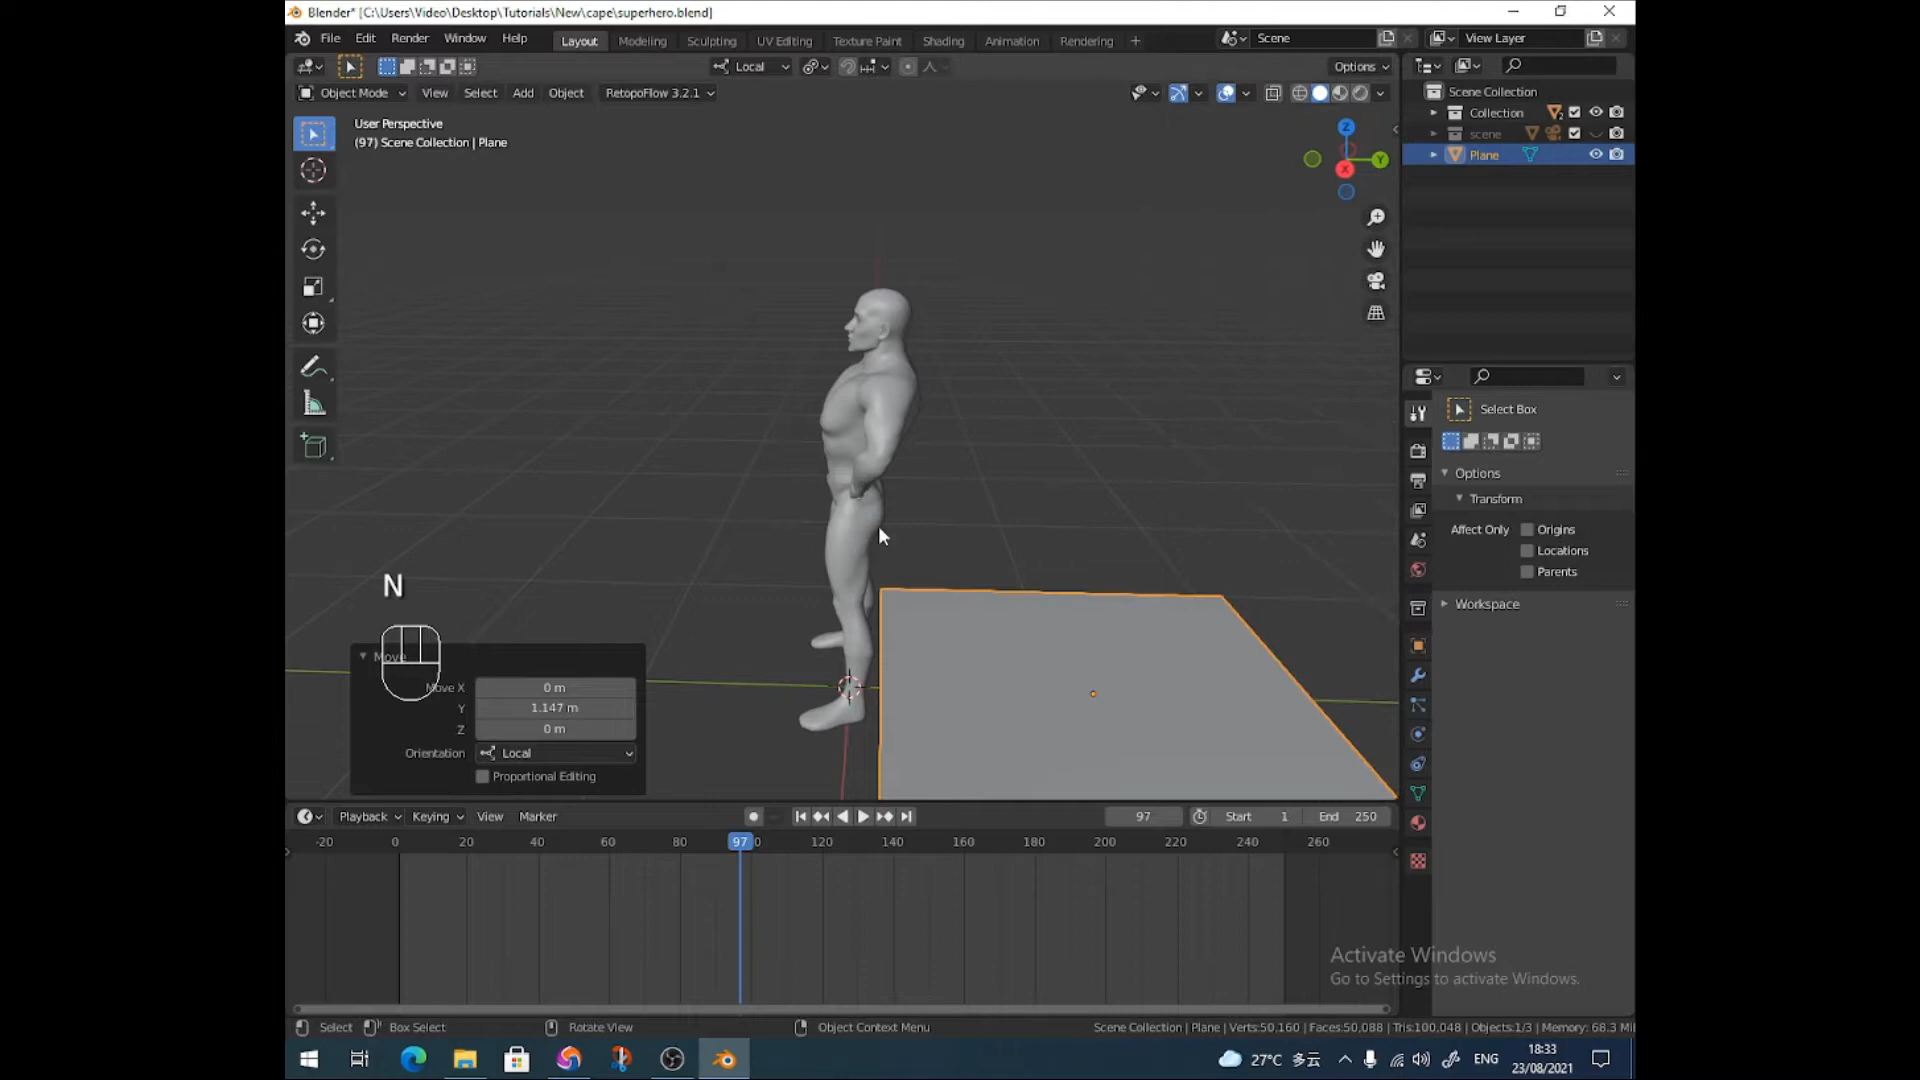 Blender* [C:\Users\Video\Desktop\Tutorials\New\cape\superhero.blend]
File Edit Render Window Help Layout Modeling Sculpting UV Editing Texture Paint Shading Animation Rendering + Scene View Layer
Local Options
Object Mode View Select Add Object RetopoFlow 3.2.1
Scene Collection
Collection 2
scene
Plane
User Perspective
(97) Scene Collection | Plane
Z
Y
X
Select Box
Options
Transform
Affect Only Origins
Locations
Parents
Workspace
N
Move
Move X 0 m
Y 1.147 m
Z 0 m
Orientation Local
Proportional Editing
Playback Keying View Marker 97 Start 1 End 250
-20 0 20 40 60 80 97 0 120 140 160 180 200 220 240 260
Activate Windows
Go to Settings to activate Windows.
Select Box Select Rotate View Object Context Menu Scene Collection | Plane | Verts:50,160 | Faces:50,088 | Tris:100,048 | Objects:1/3 | Memory: 68.3 Mi
27°C 多云 ENG 18:33
23/08/2021